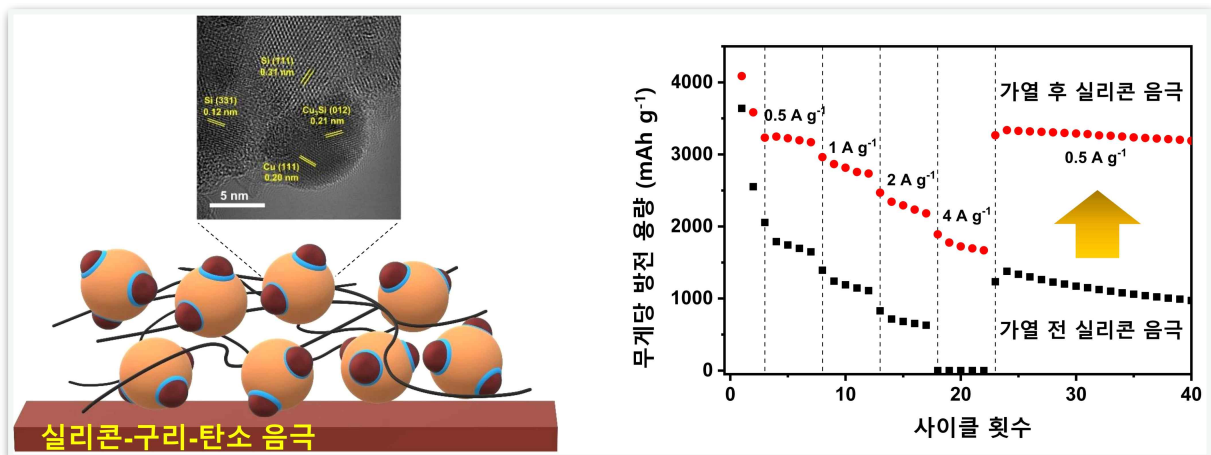 Si (111)
0.31 nm
Si (331)
0.12 nm
Cu3Si (012)
0.21 nm
Cu (111)
0.20 nm
5 nm
실리콘-구리-탄소 음극
무게당 방전 용량 (mAh g-1)
4000
3000
2000
1000
0
0.5 A g-1
1 A g-1
2 A g-1
4 A g-1
가열 후 실리콘 음극
0.5 A g-1
가열 전 실리콘 음극
0
10
20
30
40
사이클 횟수